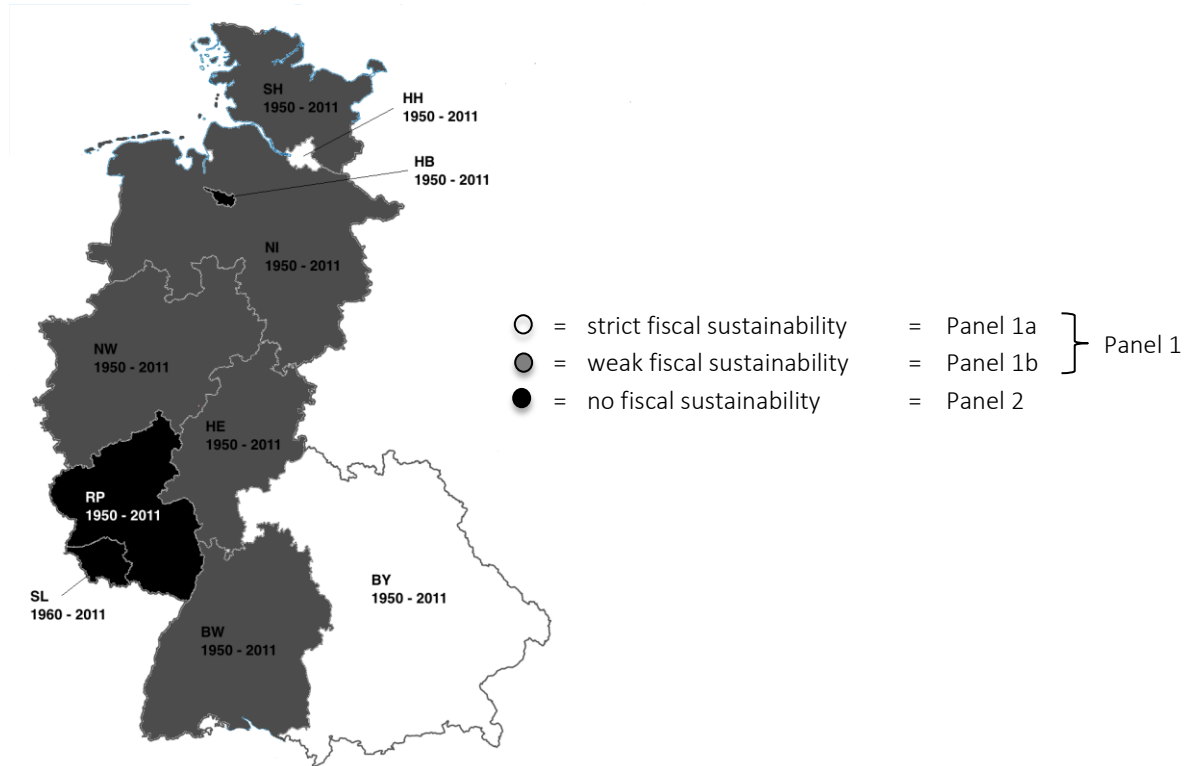 SH
1950 - 2011
HH
1950 - 2011
HB
1950 - 2011
NI
1950 - 2011
NW
1950 - 2011
HE
1950 - 2011
RP
1950 - 2011
SL
1960 - 2011
BW
1950 - 2011
BY
1950 - 2011
= strict fiscal sustainability = Panel 1a
= weak fiscal sustainability = Panel 1b
Panel 1
= no fiscal sustainability = Panel 2